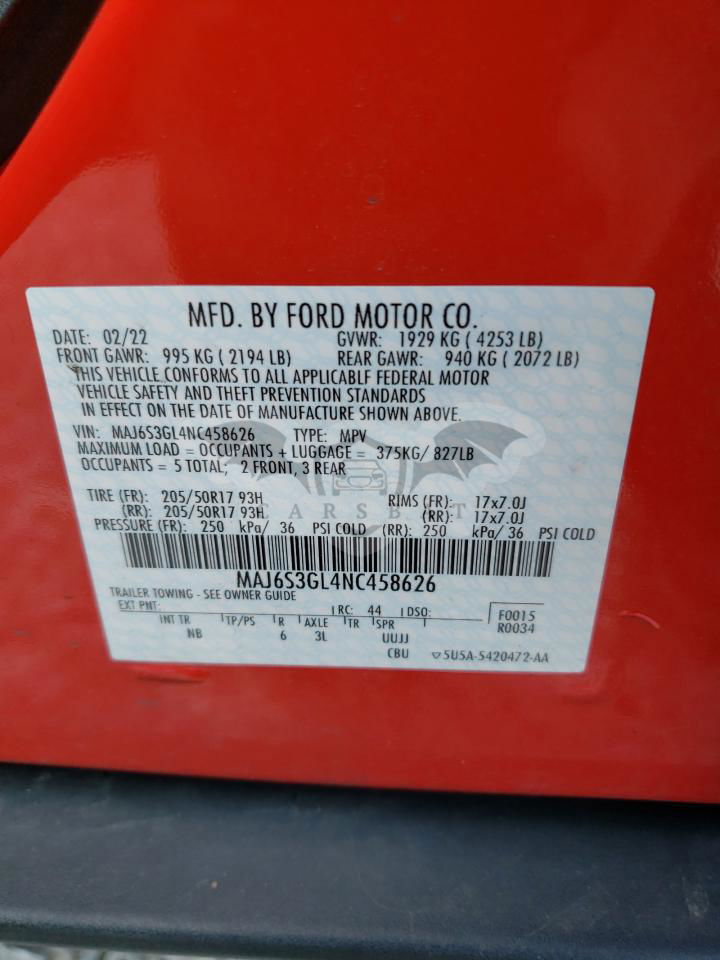 MFD. BY FORD MOTOR CO.
DATE: 02/22 GVWR: 1929 KG ( 4253 LB)
FRONT GAWR: 995 KG ( 2194 LB) REAR GAWR: 940 KG ( 2072 LB)
THIS VEHICLE CONFORMS TO ALL APPLICABLF FEDERAL MOTOR
VEHICLE SAFETY AND THEFT PREVENTION STANDARDS
IN EFFECT ON THE DATE OF MANUFACTURE SHOWN ABOVE.
VIN: MAJ6S3GL4NC458626 TYPE: MPV
MAXIMUM LOAD = OCCUPANTS + LUGGAGE = 375KG/ 827LB
OCCUPANTS = 5 TOTAL; 2 FRONT, 3 REAR
TIRE (FR): 205/50R17 93H RIMS (FR): 17x7.0J
(RR): 205/50R17 93H (RR): 17x7.0J
CARSBAT
PRESSURE (FR): 250 kPa/ 36 PSI COLD (RR): 250 kPa/ 36 PSI COLD
MAJ6S3GL4NC458626
TRAILER TOWING - SEE OWNER GUIDE
EXT PNT: RC: 44 DSO: F0015
R0034
INT TR TP/PS R AXLE TR SPR
NB 6 3L UUJJ
CBU 5U5A-5420472-AA